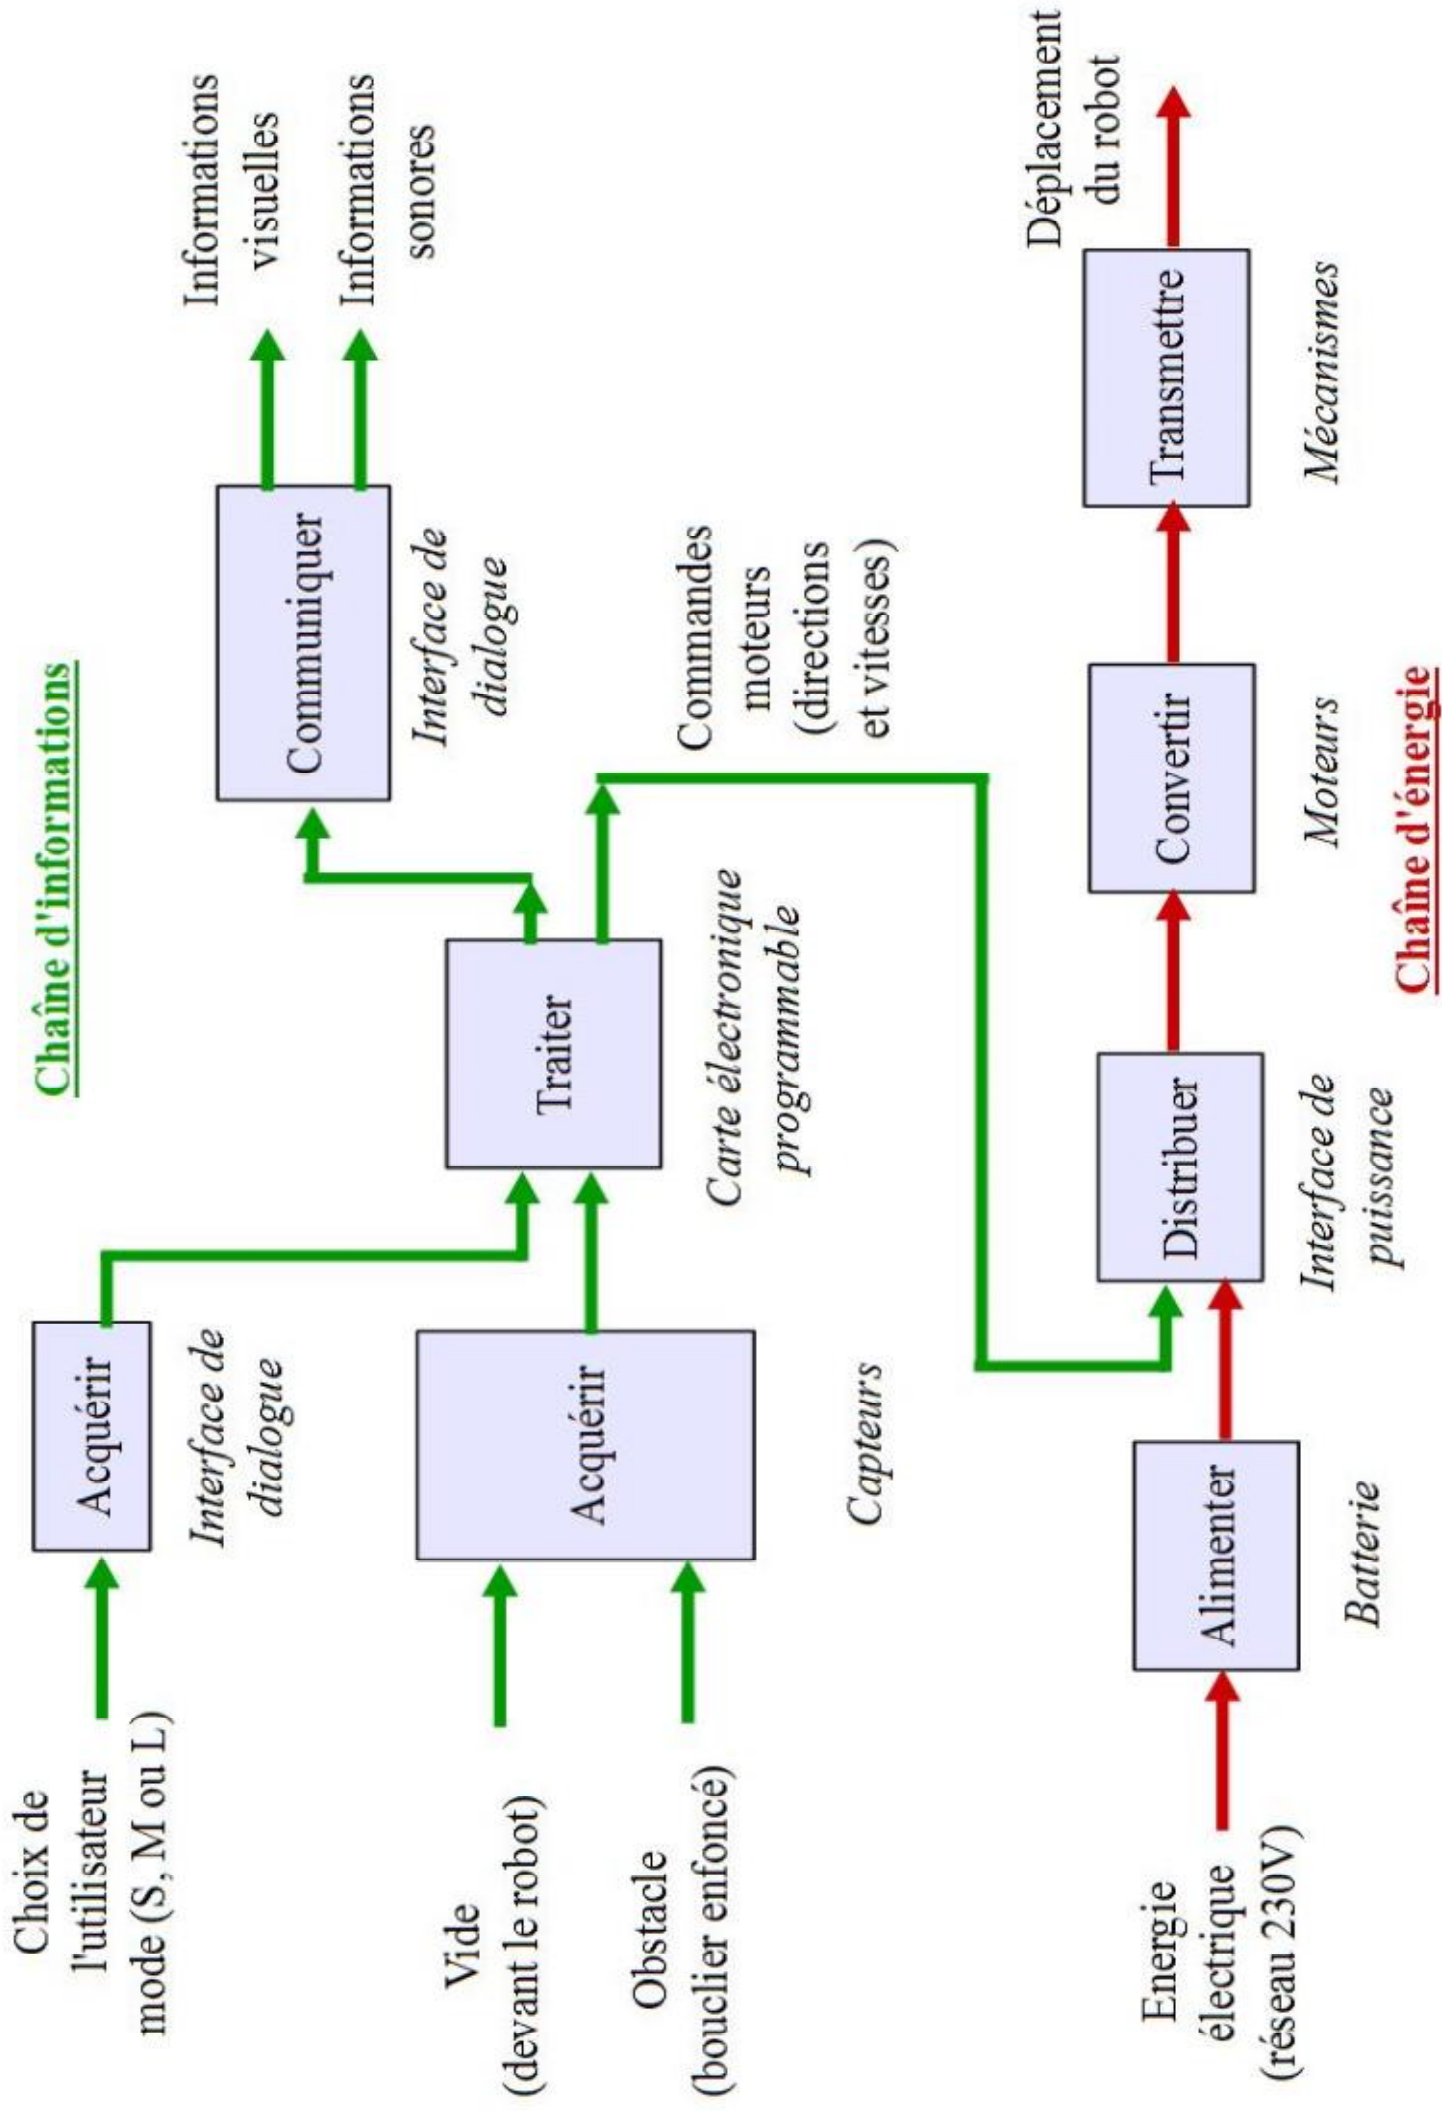 Chaîne d'informations
Choix de
l'utilisateur
mode (S, M ou L)
Acquérir
Interface de
dialogue
Vide
(devant le robot)
Obstacle
(bouclier enfoncé)
Acquérir
Capteurs
Traiter
Carte électronique
programmable
Communiquer
Interface de
dialogue
Informations
visuelles
Informations
sonores
Commandes
moteurs
(directions
et vitesses)
Energie
électrique
(réseau 230V)
Alimenter
Batterie
Distribuer
Interface de
puissance
Convertir
Moteurs
Transmettre
Mécanismes
Déplacement
du robot
Chaîne d'énergie